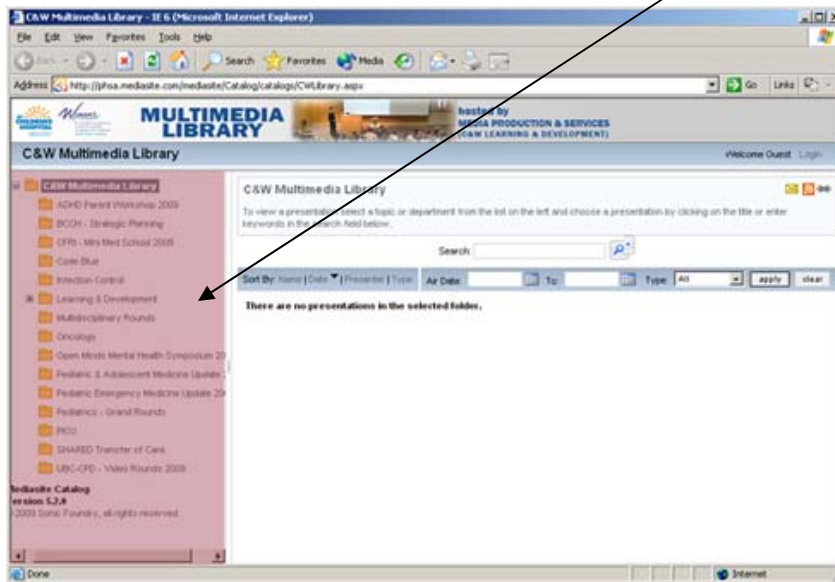 C&W Multimedia Library - IE 6 (Microsoft Internet Explorer)
File Edit View Favorites Tools Help
Back Search Favorites Media
Address http://phsa.mediasite.com/mediasite/Catalog/catalogs/CWLibrary.aspx Go Links
MULTIMEDIA
LIBRARY
hosted by
MEDIA PRODUCTION & SERVICES
(C&W LEARNING & DEVELOPMENT)
C&W Multimedia Library Welcome Guest Login
C&W Multimedia Library
ADHD Parent Workshop 2009
BCCH - Strategic Planning
CFRI - Mini Med School 2009
Code Blue
Infection Control
Learning & Development
Multidisciplinary Rounds
Oncology
Open Minds Mental Health Symposium 20
Pediatric & Adolescent Medicine Update
Pediatric Emergency Medicine Update 20
Pediatrics - Grand Rounds
PICU
SHARED Transfer of Care
UBC-CPD - Video Rounds 2009
Mediasite Catalog
ersion 5.2.0
2009 Sonic Foundry, all rights reserved.
C&W Multimedia Library
To view a presentation select a topic or department from the list on the left and choose a presentation by clicking on the title or enter
keywords in the search field below.
Search:
Sort By: Name | Date | Presenter | Type Air Date: To: Type: All apply clear
There are no presentations in the selected folder.
Done Internet